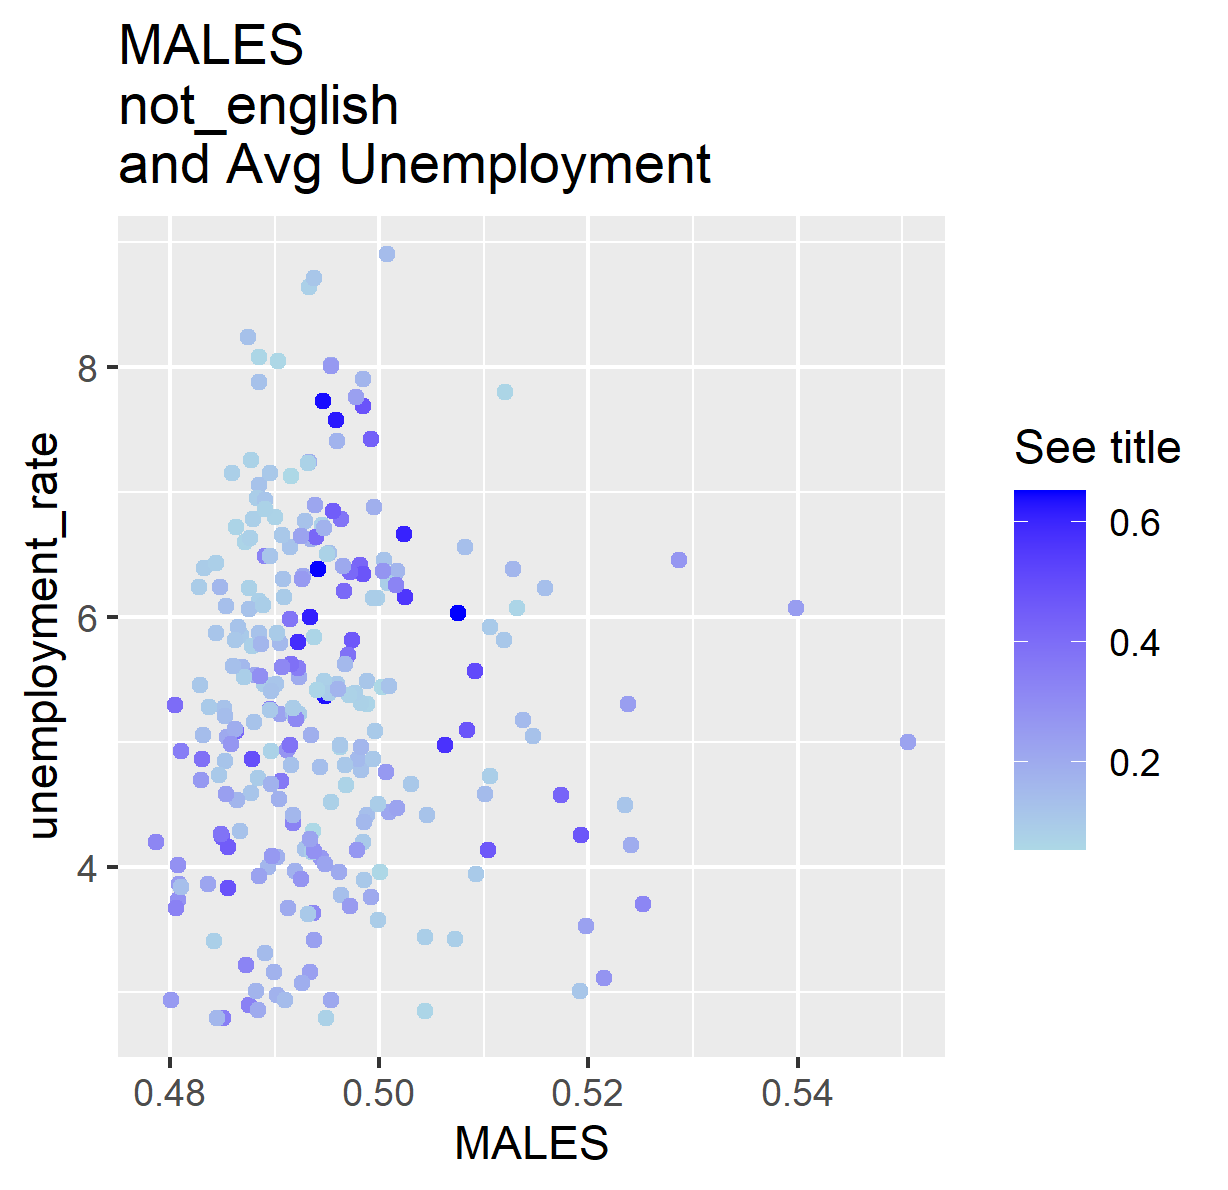 MALES
not_english
and Avg Unemployment
unemployment_rate
8
6
4
0.48 0.50 0.52 0.54
MALES
See title
0.6
0.4
0.2